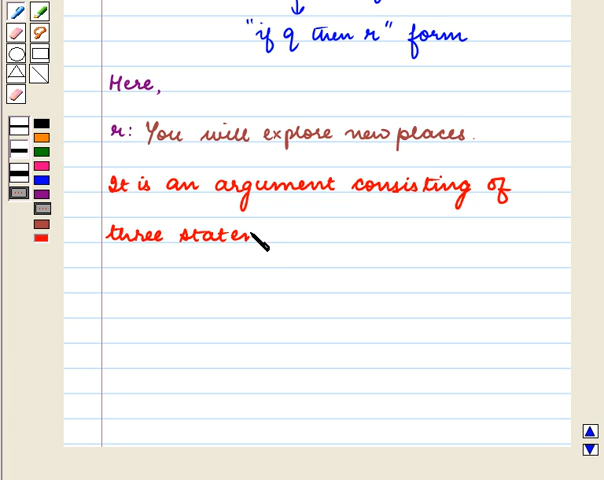 "if q then r" form
Here,
r: You will explore new places.
It is an argument consisting of
three state